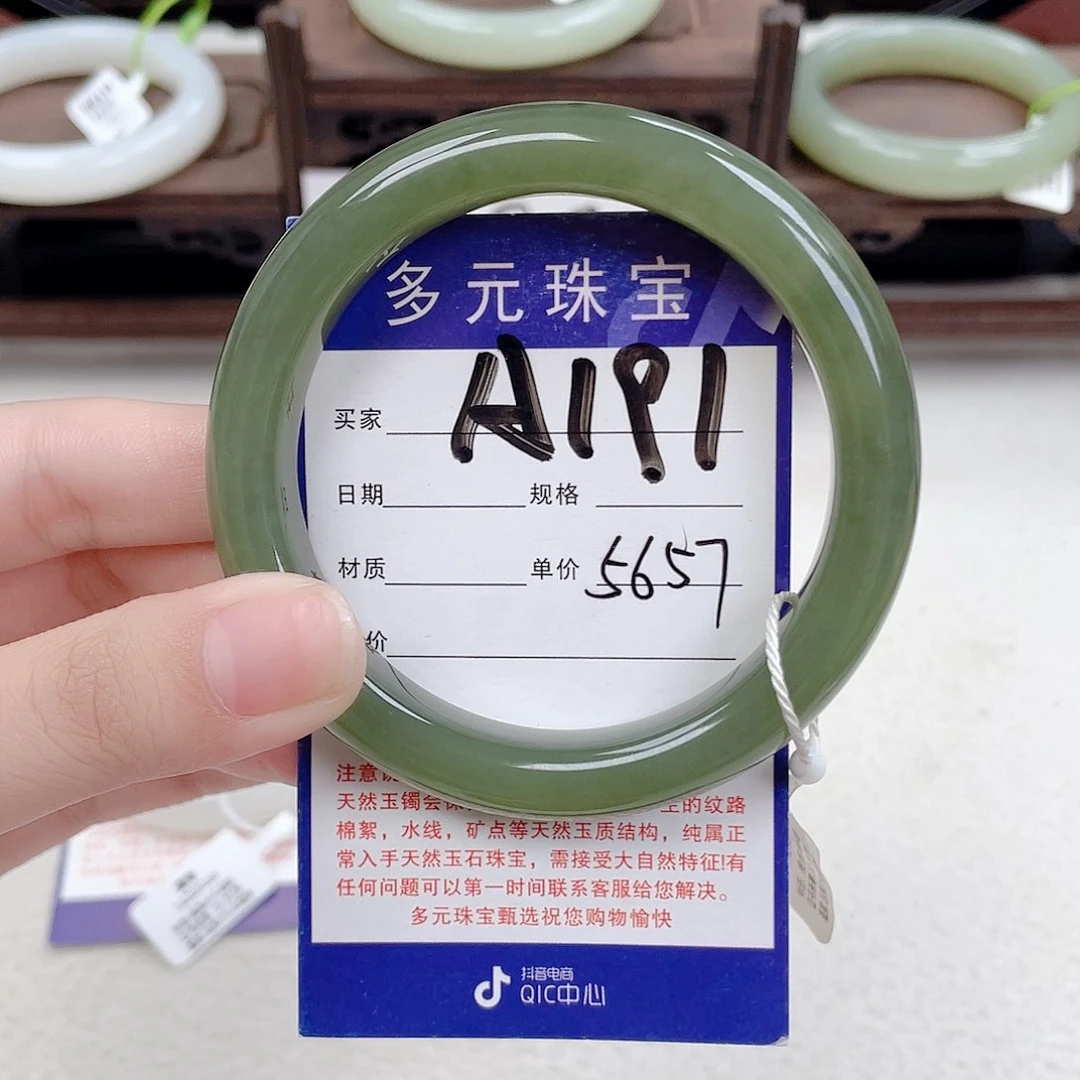 多元珠宝
买家 A191
日期 规格
材质 单价 5657
价
注意
天然玉镯会 的纹路
棉絮，水线，矿点等天然玉质结构，纯属正
常入手天然玉石珠宝，需接受大自然特征!有
任何问题可以第一时间联系客服给您解决。
多元珠宝甄选祝您购物愉快
抖音电商
QIC中心